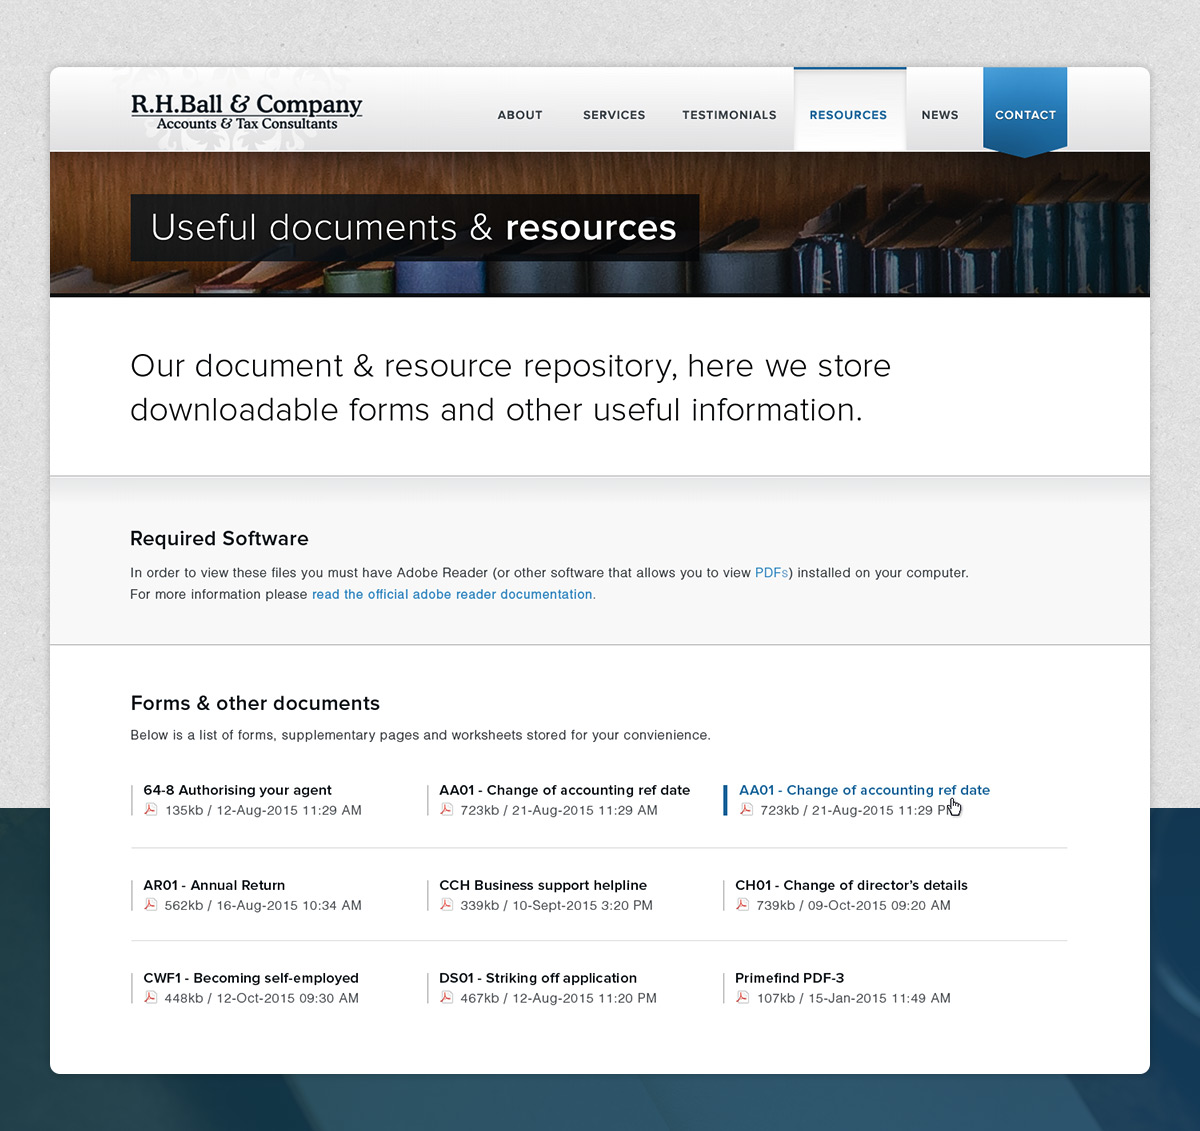 R.H.Ball & Company
Accounts & Tax Consultants
ABOUT SERVICES TESTIMONIALS RESOURCES NEWS CONTACT
Useful documents & resources
Our document & resource repository, here we store
downloadable forms and other useful information.
Required Software
In order to view these files you must have Adobe Reader (or other software that allows you to view PDFs) installed on your computer.
For more information please read the official adobe reader documentation.
Forms & other documents
Below is a list of forms, supplementary pages and worksheets stored for your convienience.
64-8 Authorising your agent
135kb / 12-Aug-2015 11:29 AM
AA01 - Change of accounting ref date
723kb / 21-Aug-2015 11:29 AM
AA01 - Change of accounting ref date
723kb / 21-Aug-2015 11:29 PM
AR01 - Annual Return
562kb / 16-Aug-2015 10:34 AM
CCH Business support helpline
339kb / 10-Sept-2015 3:20 PM
CH01 - Change of director's details
739kb / 09-Oct-2015 09:20 AM
CWF1 - Becoming self-employed
448kb / 12-Oct-2015 09:30 AM
DS01 - Striking off application
467kb / 12-Aug-2015 11:20 PM
Primefind PDF-3
107kb / 15-Jan-2015 11:49 AM